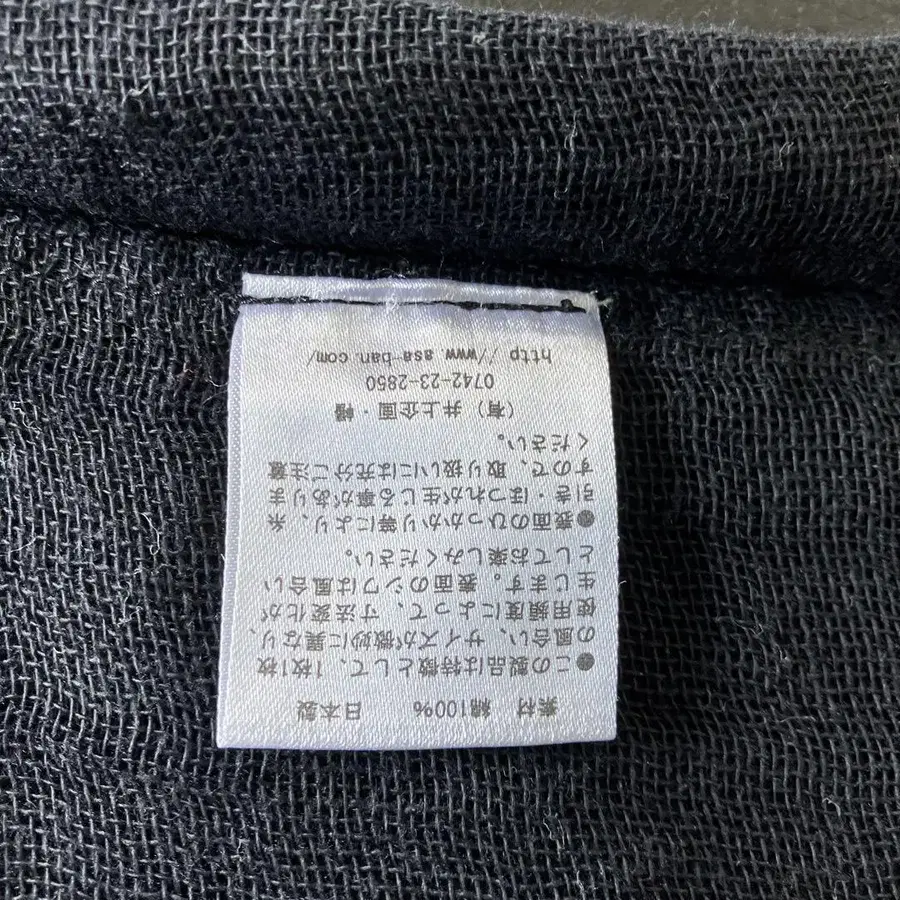 素材 綿100% 日本製
●この製品は特徴として、1枚1枚
の風合い、サイズが微妙に異なり、
使用頻度によって、寸法変化が
生じます。表面のシワは風合い
としてお楽しみください。
●表面のひっかかり等により、糸
引き・ほつれが生じる事がありま
すので、取り扱いには充分ご注意
ください。
(有)井上企画・幡
0742-23-2850
http://www.asa-ban.com/